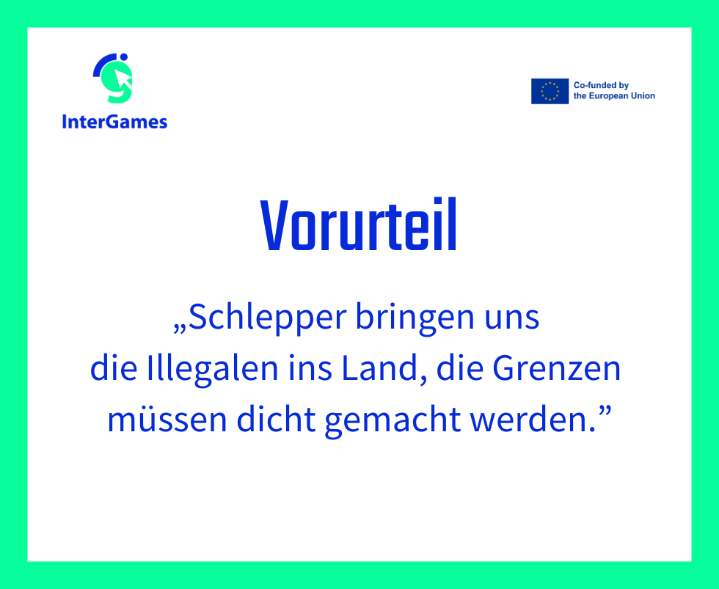 InterGames
Co-funded by
the European Union
Vorurteil
„Schlepper bringen uns
die Illegalen ins Land, die Grenzen
müssen dicht gemacht werden.”